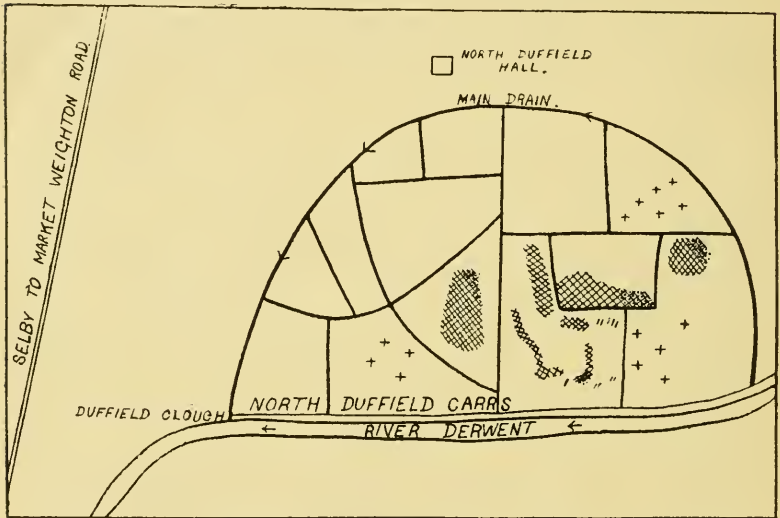 SELBY TO MARKET WEIGHTON ROAD.
NORTH DUFFIELD
HALL.
MAIN DRAIN.
DUFFIELD CLOUGH
NORTH DUFFIELD CARRS
RIVER DERWENT